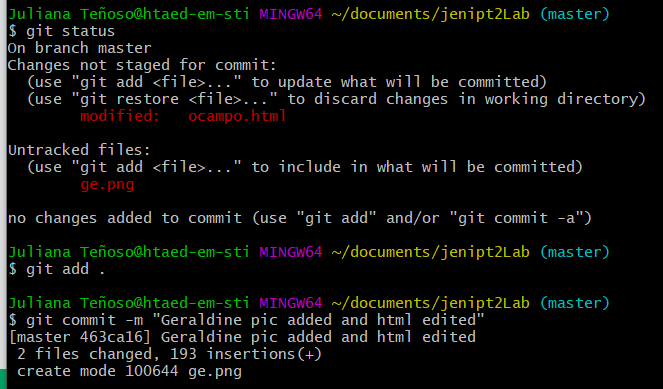 Juliana Teñoso@htaed-em-sti MINGW64 ~/documents/jenipt2Lab (master)
$ git status
On branch master
Changes not staged for commit:
  (use "git add <file>..." to update what will be committed)
  (use "git restore <file>..." to discard changes in working directory)
        modified:   ocampo.html

Untracked files:
  (use "git add <file>..." to include in what will be committed)
        ge.png

no changes added to commit (use "git add" and/or "git commit -a")

Juliana Teñoso@htaed-em-sti MINGW64 ~/documents/jenipt2Lab (master)
$ git add .

Juliana Teñoso@htaed-em-sti MINGW64 ~/documents/jenipt2Lab (master)
$ git commit -m "Geraldine pic added and html edited"
[master 463ca16] Geraldine pic added and html edited
 2 files changed, 193 insertions(+)
 create mode 100644 ge.png